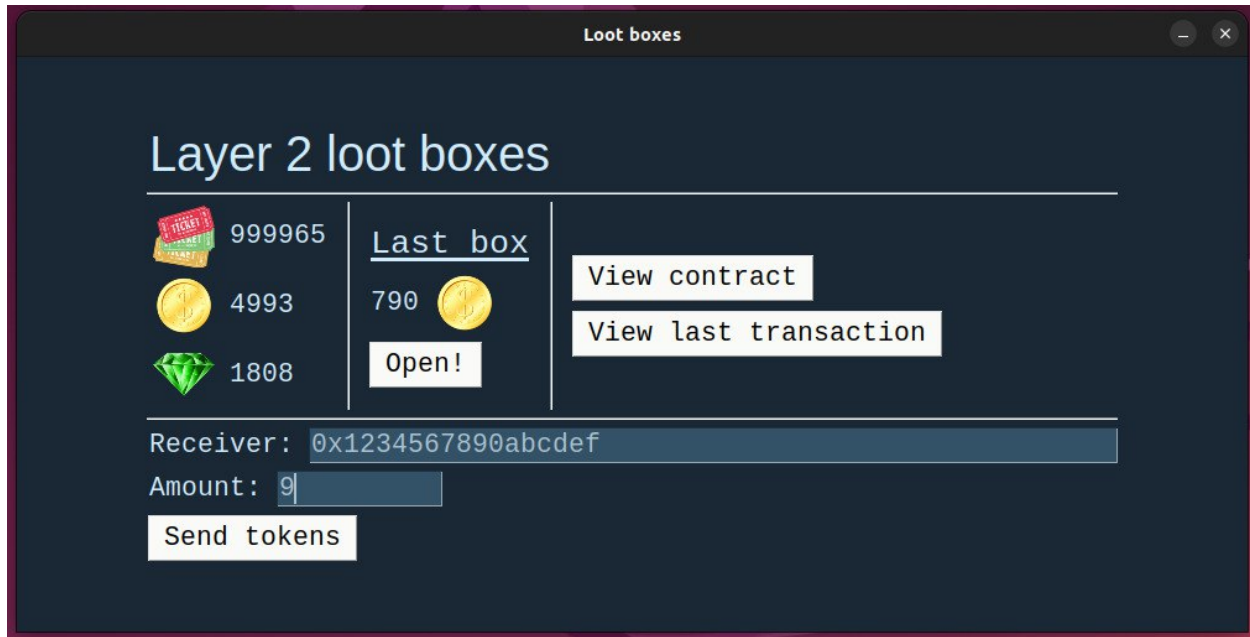 Loot boxes
Layer 2 loot boxes
TICKET 999965
4993
1808
Last box
790
Open!
View contract
View last transaction
Receiver: 0x1234567890abcdef
Amount: 9
Send tokens